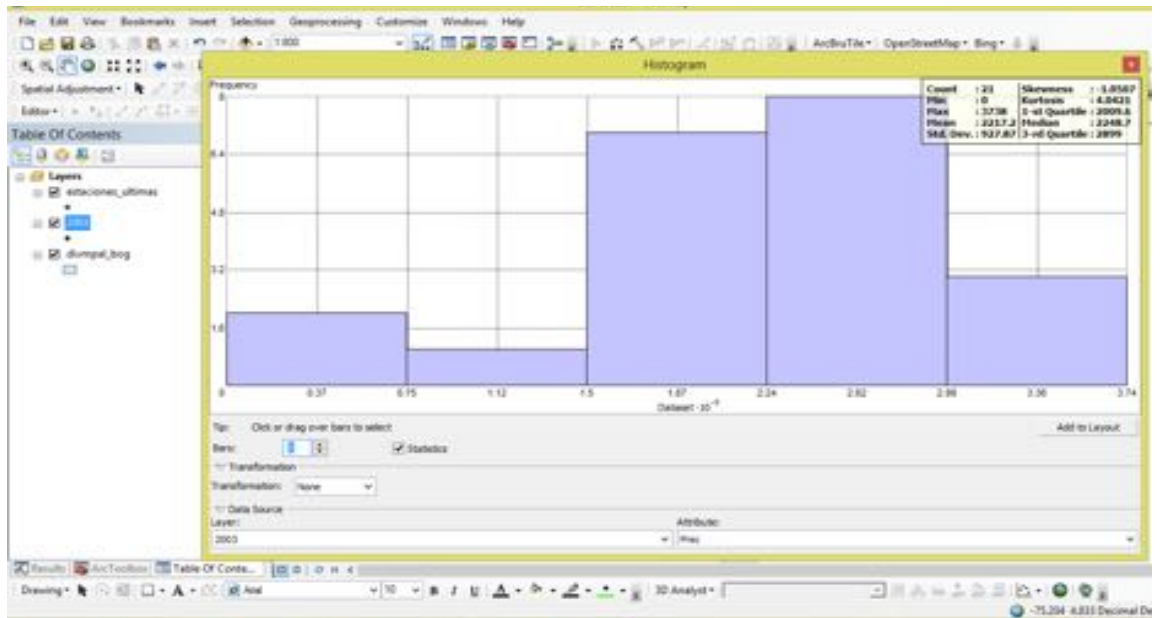 File Edit View Bookmarks Insert Selection Geoprocessing Customize Windows Help
ArcBruTile OpenStreetMap Bing
Histogram
Spatial Adjustment
Editor
Table Of Contents
Layers
estaciones_ultimas
2003
Frequency
8
6.4
4.8
3.2
1.6
Count : 21 Skewness : -1.0507
Min : 0 Kurtosis : 4.0421
Max : 3738 1-st Quartile : 2009.6
Mean : 2217.2 Median : 2248.7
Std. Dev. : 927.87 3-rd Quartile : 2899
0 0.37 0.75 1.12 1.5 1.87 2.24 2.62 2.99 3.36 3.74
Tip: Click or drag over bars to select
Add to Layout
Bars:
Statistics
Transformation
Transformation: None
Data Source
Layer: Attribute:
2003 Prec
Results ArcToolbox Table Of Conte...
Drawing A Arial 10 B I U A 3D Analyst
-75.204 4.833 Decimal De